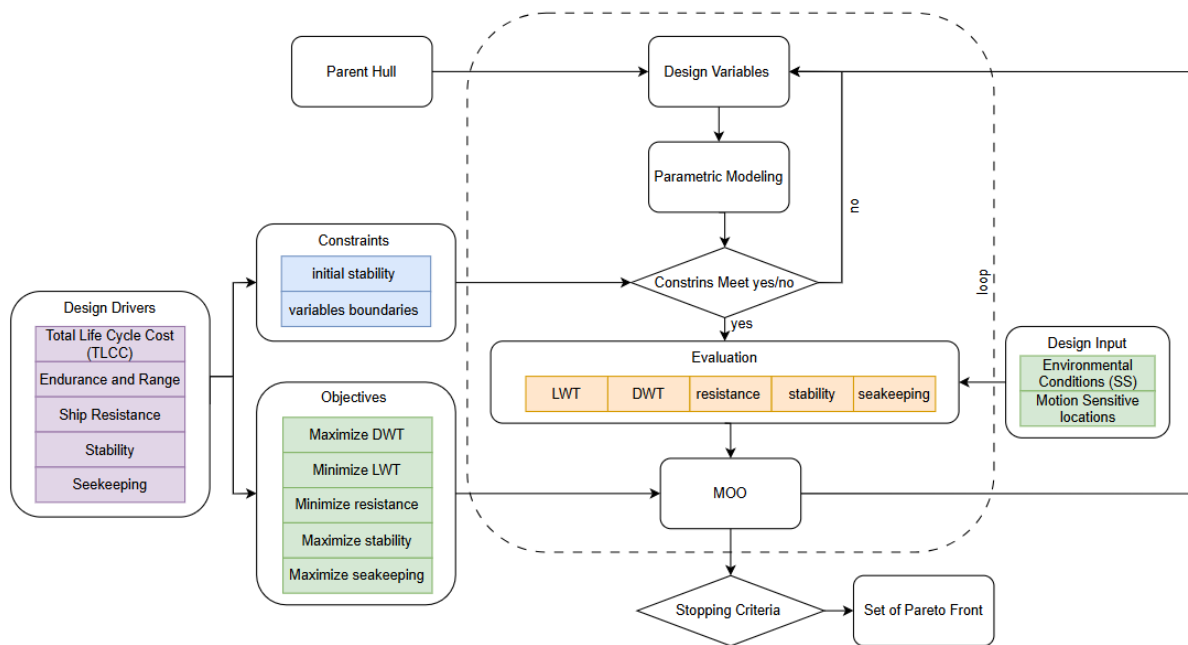 Parent Hull
Design Variables
Parametric Modeling
no
Constraints
initial stability
variables boundaries
Constrins Meet yes/no
loop
yes
Design Drivers
Total Life Cycle Cost
(TLCC)
Endurance and Range
Ship Resistance
Stability
Seekeeping
Evaluation
LWT
DWT
resistance
stability
seakeeping
Design Input
Environmental
Conditions (SS)
Motion Sensitive
locations
Objectives
Maximize DWT
Minimize LWT
Minimize resistance
Maximize stability
Maximize seakeeping
MOO
Stopping Criteria
Set of Pareto Front